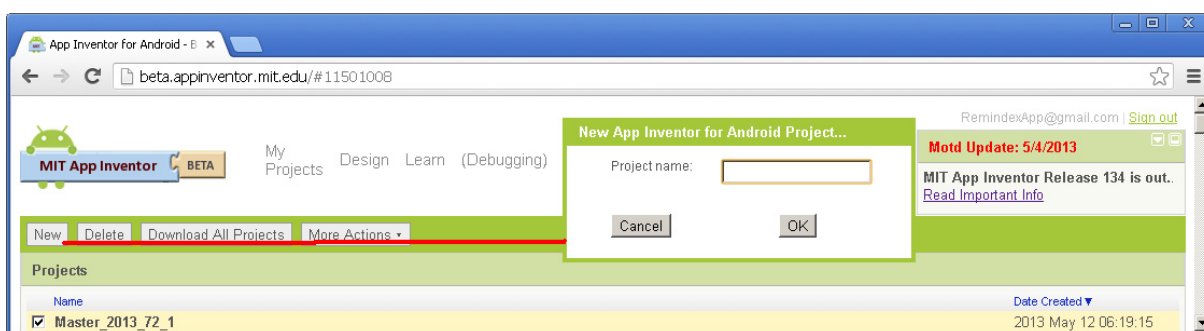 App Inventor for Android - B
beta.appinventor.mit.edu/#11501008
RemindexApp@gmail.com | Sign out
MIT App Inventor BETA
My Projects Design Learn (Debugging)
New App Inventor for Android Project...
Project name:
Cancel OK
Motd Update: 5/4/2013
MIT App Inventor Release 134 is out..
Read Important Info
New Delete Download All Projects More Actions
Projects
Name Date Created
Master_2013_72_1 2013 May 12 06:19:15